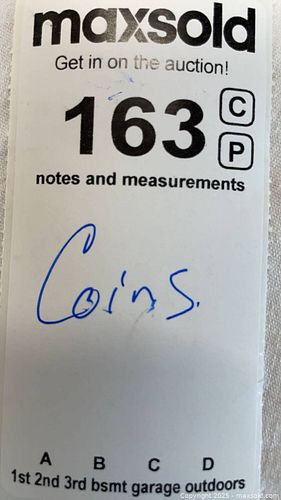 maxsold
Get in on the auction!
163 C
P
notes and measurements
Coins.
A B C D
1st 2nd 3rd bsmt garage outdoors
Copyright 2025 - maxsold.com